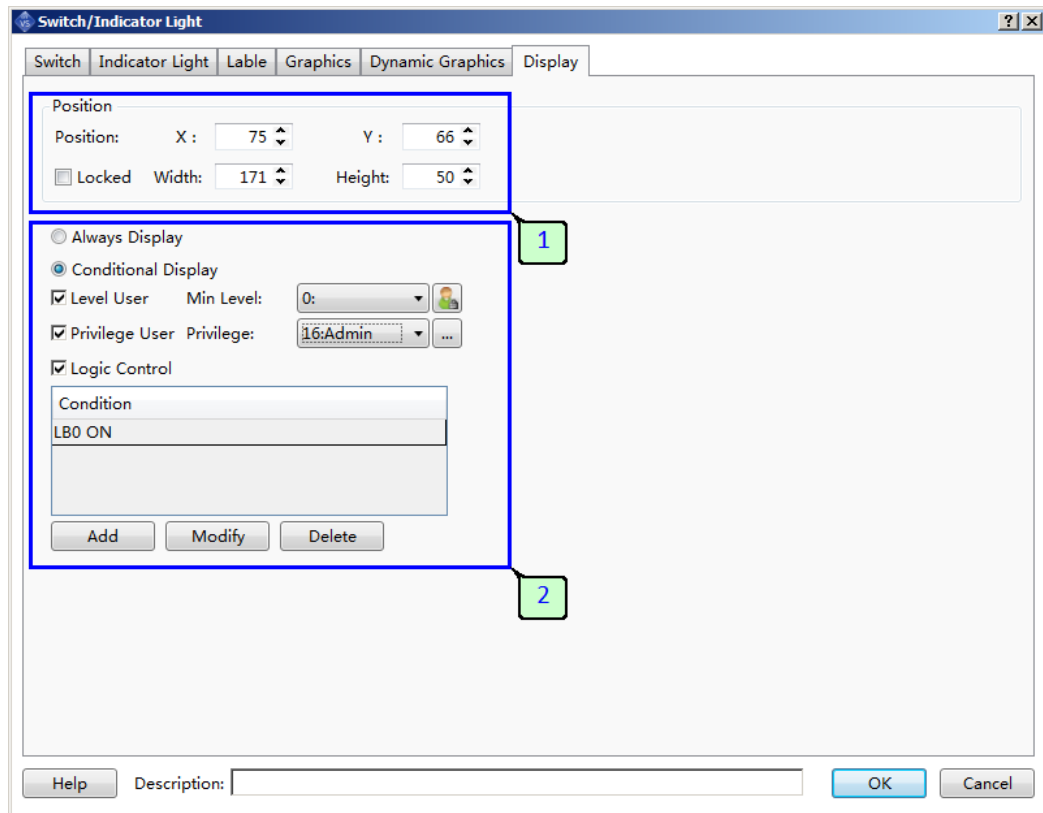 VS Switch/Indicator Light ? X
Switch Indicator Light Lable Graphics Dynamic Graphics Display
Position
Position: X : 75 Y : 66
Locked Width: 171 Height: 50
1
Always Display
Conditional Display
Level User Min Level: 0:
Privilege User Privilege: 16:Admin ...
Logic Control
Condition
LB0 ON
Add Modify Delete
2
Help Description: OK Cancel